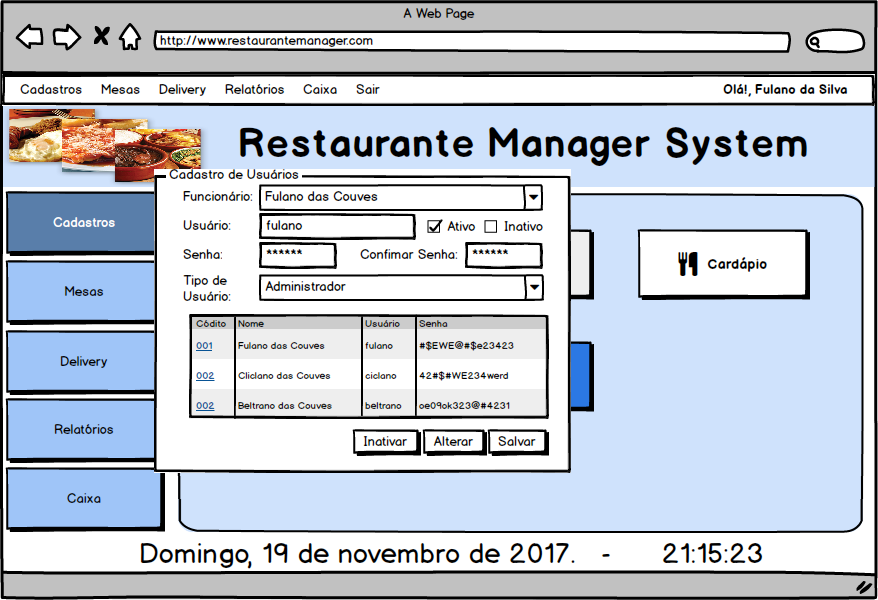 A Web Page
http://www.restaurantemanager.com
Cadastros Mesas Delivery Relatórios Caixa Sair Olá!, Fulano da Silva
Restaurante Manager System
Cadastros
Mesas
Delivery
Relatórios
Caixa
Cadastro de Usuários
Funcionário: Fulano das Couves
Usuário: fulano Ativo Inativo
Senha: ****** Confimar Senha: ******
Tipo de
Usuário: Administrador
Códito Nome Usuário Senha
001 Fulano das Couves fulano #$EWE@#$e23423
002 Cliclano das Couves ciclano 42#$#WE234werd
002 Beltrano das Couves beltrano oe09ok323@#4231
Inativar Alterar Salvar
Cardápio
Domingo, 19 de novembro de 2017. - 21:15:23